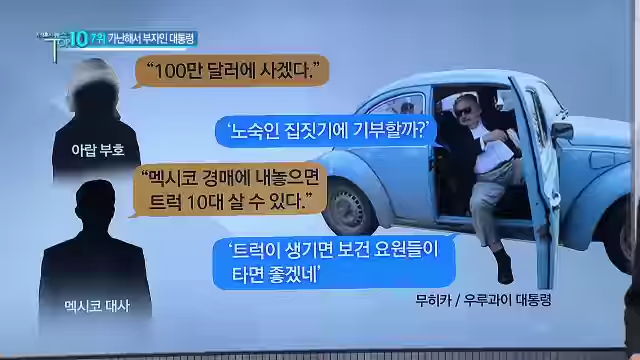 TOP10 7위 가난해서 부자인 대통령
“100만 달러에 사겠다.”
아랍 부호
‘노숙인 집짓기에 기부할까?’
“멕시코 경매에 내놓으면
트럭 10대 살 수 있다.”
‘트럭이 생기면 보건 요원들이
타면 좋겠네’
멕시코 대사
무히카 / 우루과이 대통령